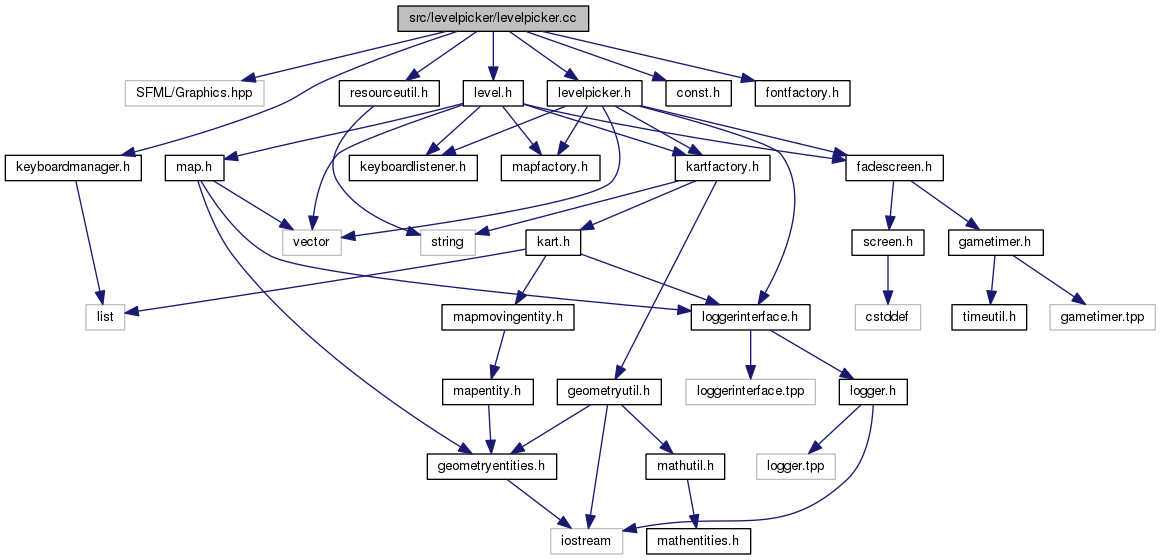 src/levelpicker/levelpicker.cc
SFML/Graphics.hpp
resourceutil.h
level.h
levelpicker.h
const.h
fontfactory.h
keyboardmanager.h
map.h
keyboardlistener.h
mapfactory.h
kartfactory.h
fadescreen.h
vector
string
kart.h
screen.h
gametimer.h
list
mapmovingentity.h
loggerinterface.h
cstddef
timeutil.h
gametimer.tpp
mapentity.h
geometryutil.h
loggerinterface.tpp
logger.h
geometryentities.h
mathutil.h
logger.tpp
iostream
mathentities.h